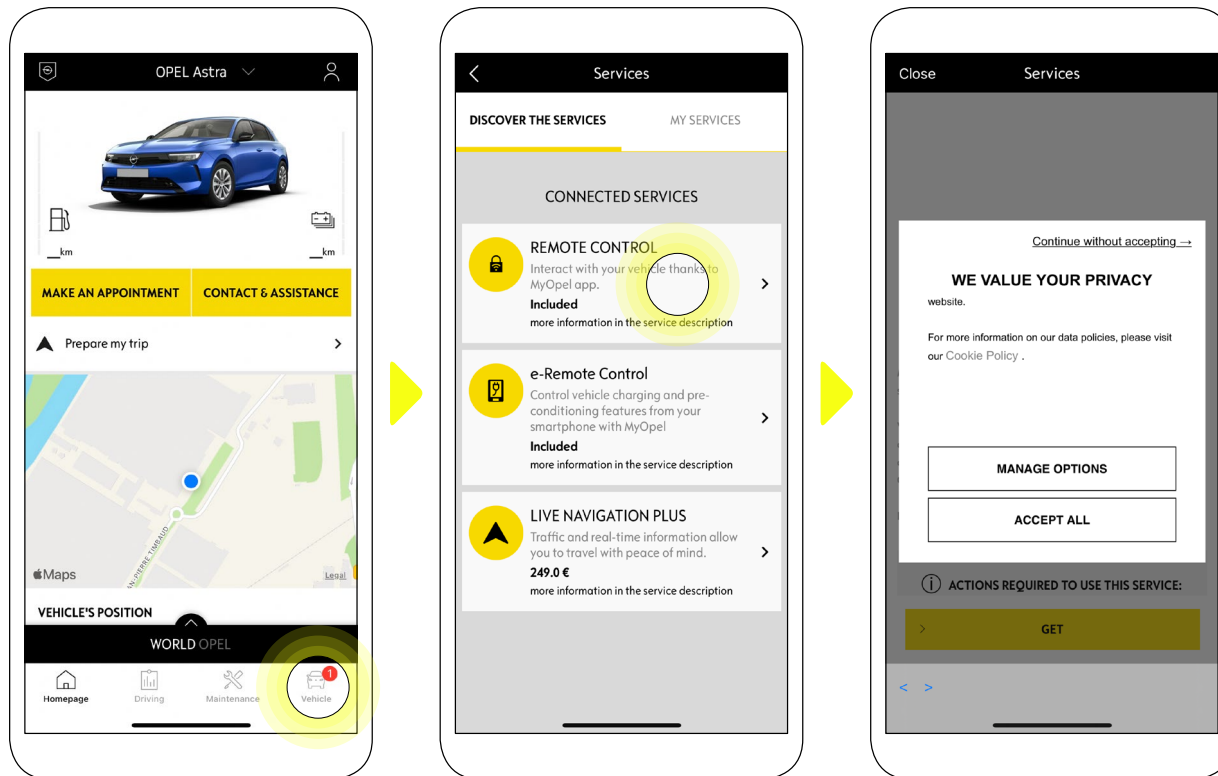 OPEL Astra
__km
__km
MAKE AN APPOINTMENT
CONTACT & ASSISTANCE
Prepare my trip
AN-PIERRE TIMBAUD
Maps
Legal
VEHICLE'S POSITION
WORLD OPEL
1
Homepage
Driving
Maintenance
Vehicle
Services
DISCOVER THE SERVICES
MY SERVICES
CONNECTED SERVICES
REMOTE CONTROL
Interact with your vehicle thanks to
MyOpel app.
Included
more information in the service description
e-Remote Control
Control vehicle charging and pre-
conditioning features from your
smartphone with MyOpel
Included
more information in the service description
LIVE NAVIGATION PLUS
Traffic and real-time information allow
you to travel with peace of mind.
249.0 €
more information in the service description
Close
Services
Continue without accepting →
WE VALUE YOUR PRIVACY
website.
For more information on our data policies, please visit
our Cookie Policy .
MANAGE OPTIONS
ACCEPT ALL
ACTIONS REQUIRED TO USE THIS SERVICE:
> GET
< >